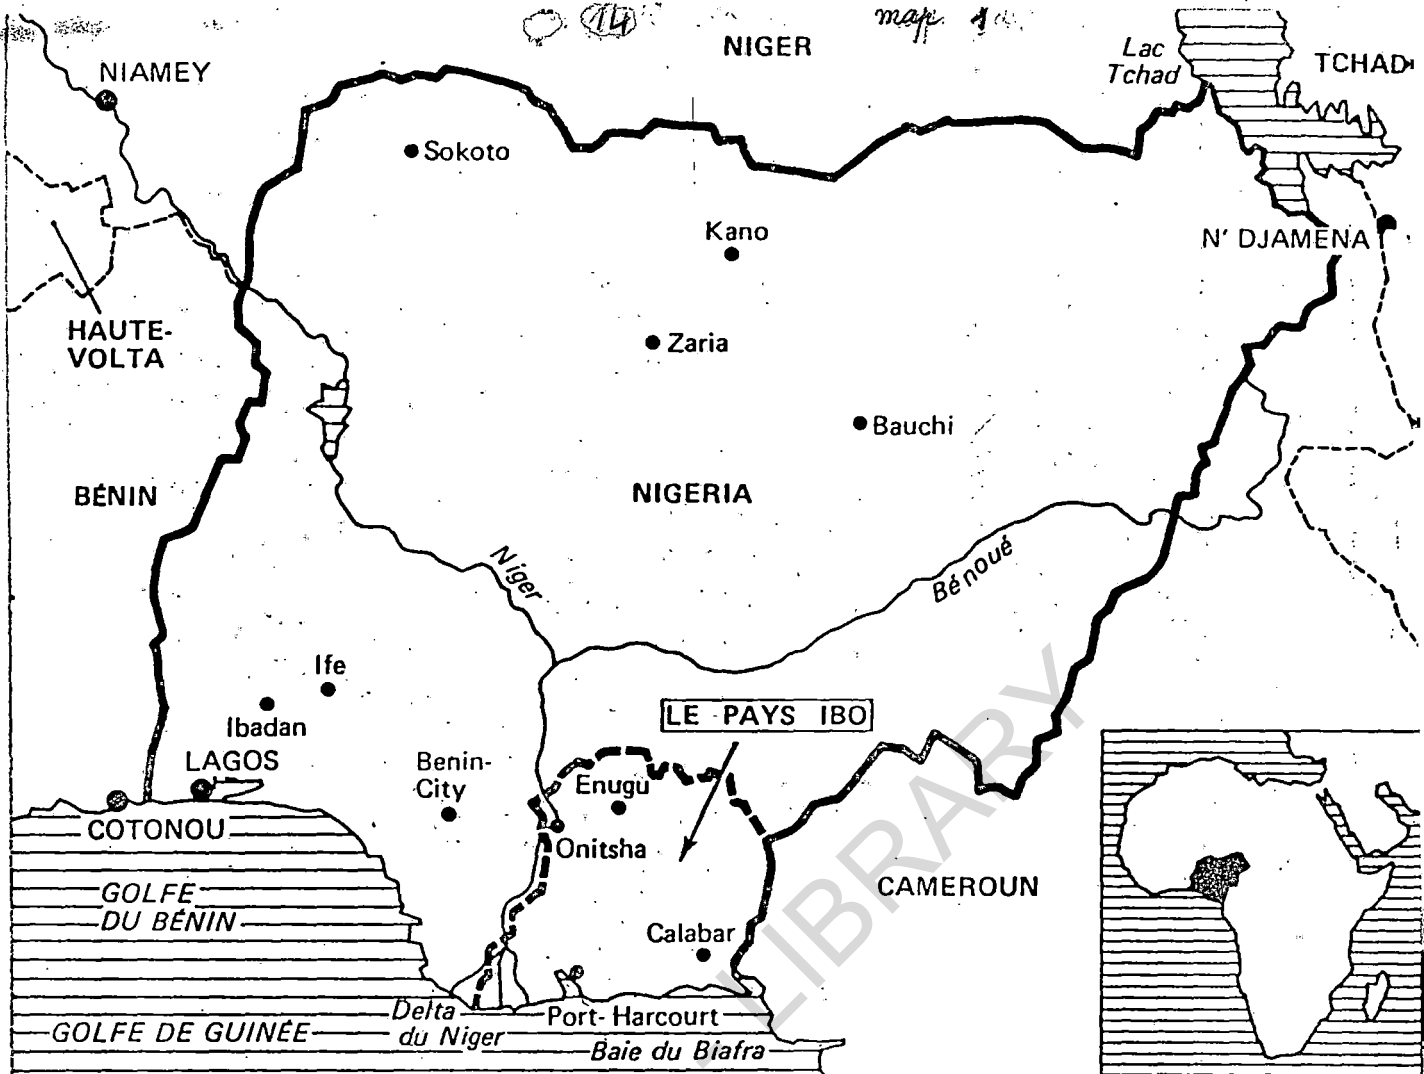 14
map
NIGER
Lac
Tchad
TCHAD
NIAMEY
Sokoto
Kano
N' DJAMENA
HAUTE-
VOLTA
Zaria
Bauchi
BÉNIN
NIGERIA
Niger
Bénoué
Ife
Ibadan
LE PAYS IBO
LAGOS
Benin-
City
Enugu
COTONOU
Onitsha
CAMEROUN
GOLFE
DU BÉNIN
Calabar
Delta
du Niger
Port-Harcourt
GOLFE DE GUINÉE
Baie du Biafra
LIBRARY